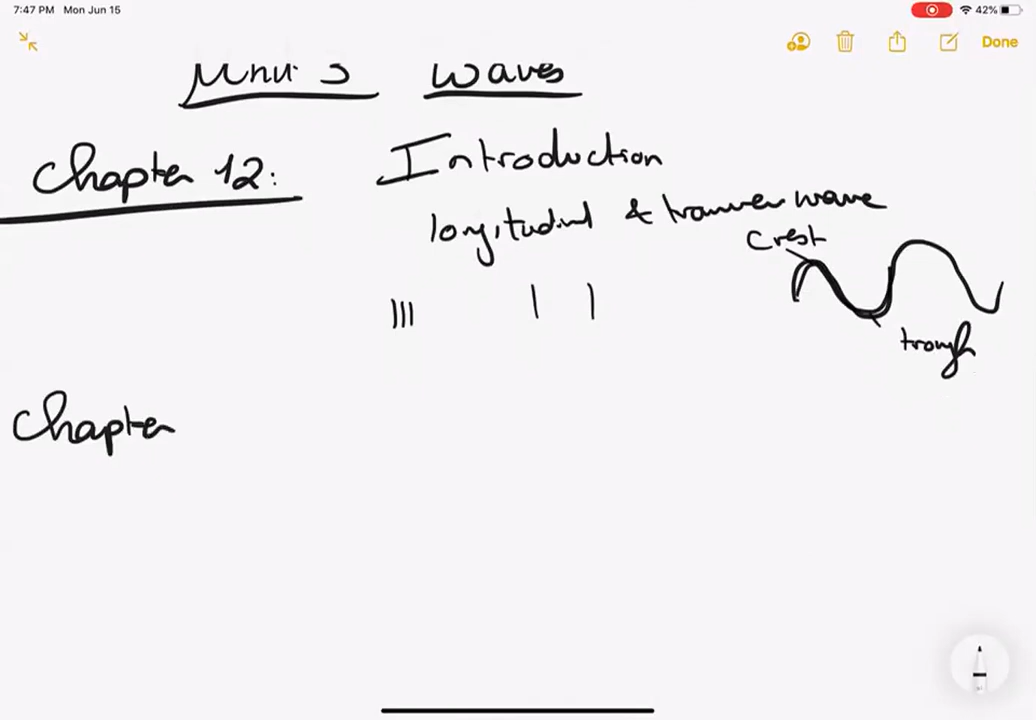 7:47 PM Mon Jun 15 42%
Done
Unit 3 Waves
Chapter 12: Introduction
longitudinal & transverse wave
Crest
trough
Chapter